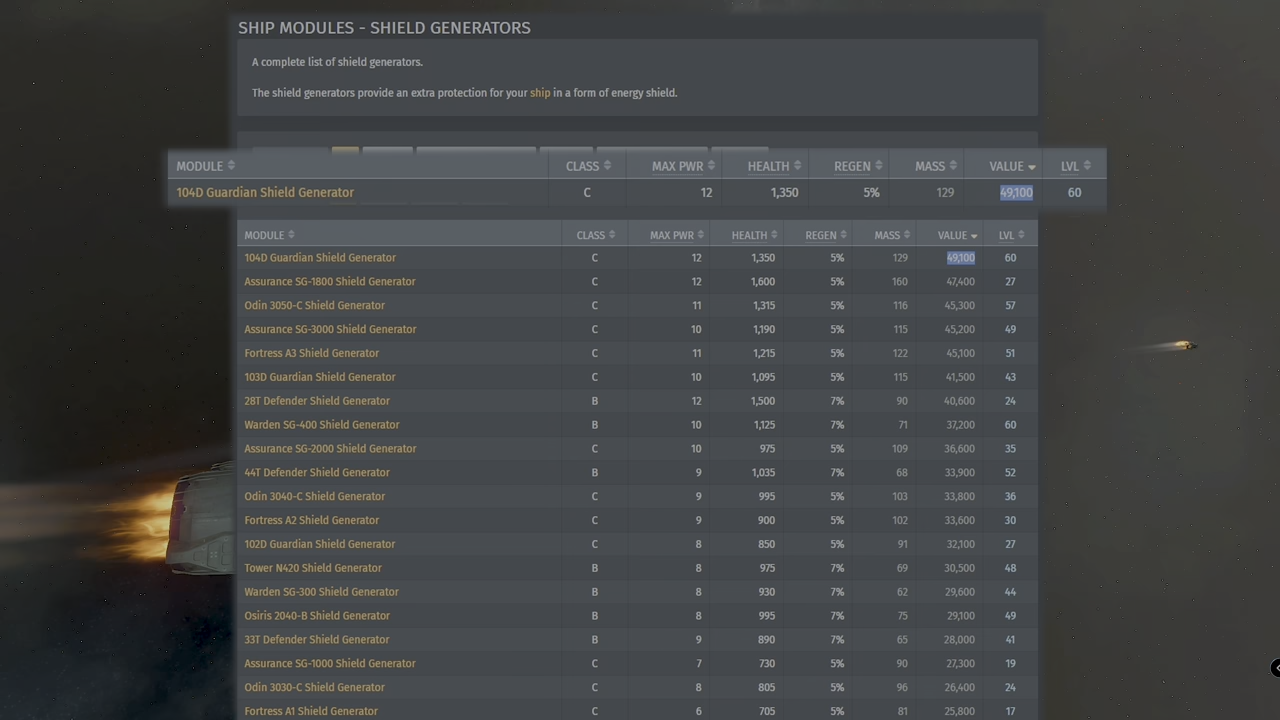 SHIP MODULES - SHIELD GENERATORS
A complete list of shield generators.
The shield generators provide an extra protection for your ship in a form of energy shield.
MODULE CLASS MAX PWR HEALTH REGEN MASS VALUE LVL
104D Guardian Shield Generator C 12 1,350 5% 129 49,100 60
MODULE CLASS MAX PWR HEALTH REGEN MASS VALUE LVL
104D Guardian Shield Generator C 12 1,350 5% 129 49,100 60
Assurance SG-1800 Shield Generator C 12 1,600 5% 160 47,400 27
Odin 3050-C Shield Generator C 11 1,315 5% 116 45,300 57
Assurance SG-3000 Shield Generator C 10 1,190 5% 115 45,200 49
Fortress A3 Shield Generator C 11 1,215 5% 122 45,100 51
103D Guardian Shield Generator C 10 1,095 5% 115 41,500 43
28T Defender Shield Generator B 12 1,500 7% 90 40,600 24
Warden SG-400 Shield Generator B 10 1,125 7% 71 37,200 60
Assurance SG-2000 Shield Generator C 10 975 5% 109 36,600 35
44T Defender Shield Generator B 9 1,035 7% 68 33,900 52
Odin 3040-C Shield Generator C 9 995 5% 103 33,800 36
Fortress A2 Shield Generator C 9 900 5% 102 33,600 30
102D Guardian Shield Generator C 8 850 5% 91 32,100 27
Tower N420 Shield Generator B 8 975 7% 69 30,500 48
Warden SG-300 Shield Generator B 8 930 7% 62 29,600 44
Osiris 2040-B Shield Generator B 8 995 7% 75 29,100 49
33T Defender Shield Generator B 9 890 7% 65 28,000 41
Assurance SG-1000 Shield Generator C 7 730 5% 90 27,300 19
Odin 3030-C Shield Generator C 8 805 5% 96 26,400 24
Fortress A1 Shield Generator C 6 705 5% 81 25,800 17